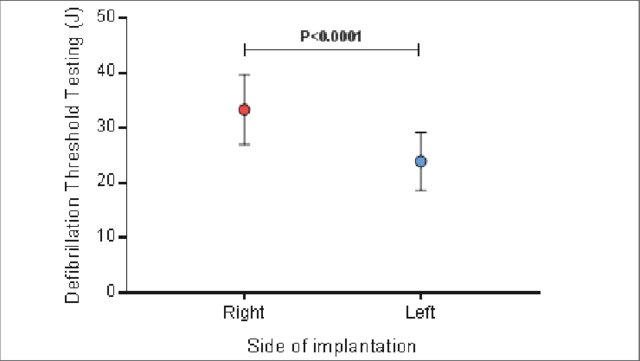 Defibrillation Threshold Testing (J)
50
40
30
20
10
0
P<0.0001
Right
Left
Side of implantation